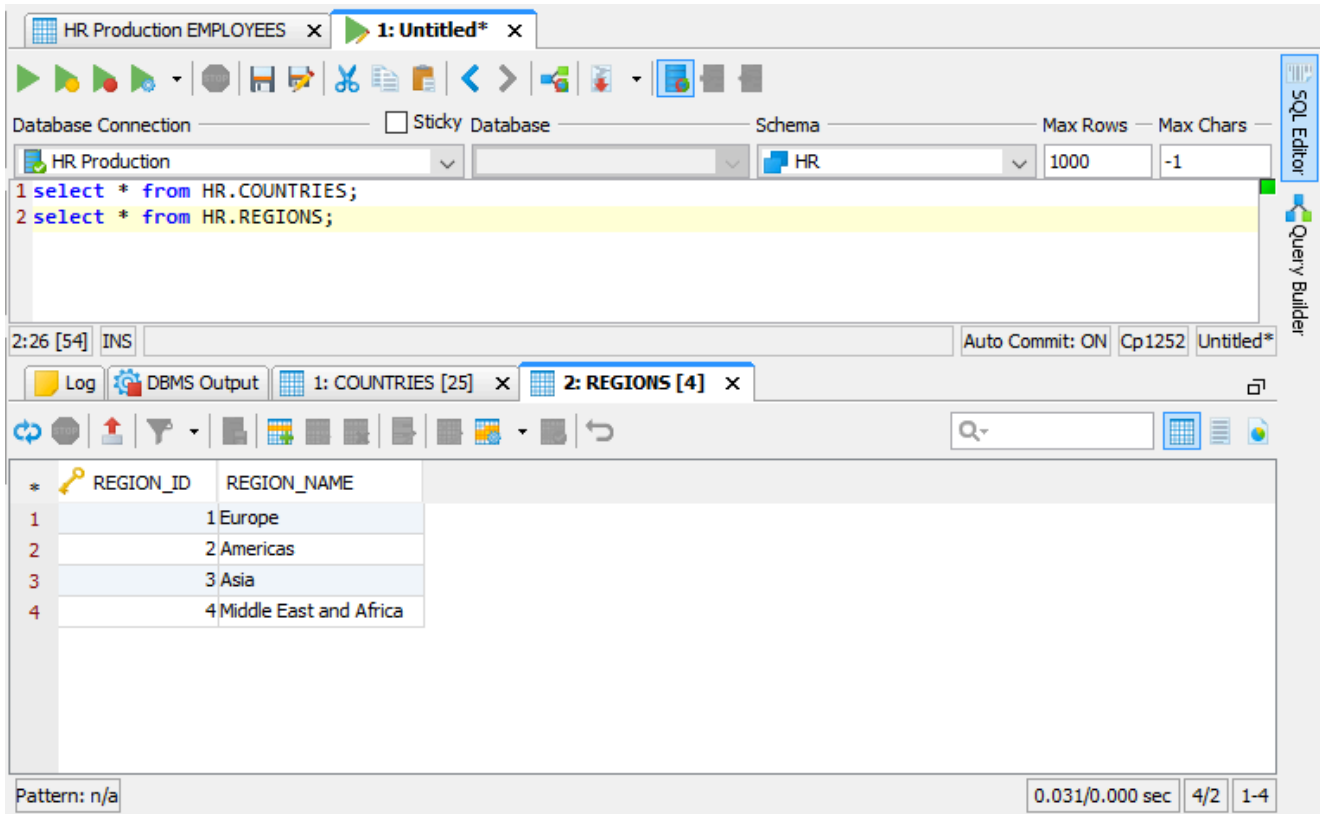 HR Production EMPLOYEES 1: Untitled*
STOP
Database Connection Sticky Database Schema Max Rows Max Chars
HR Production HR 1000 -1
1 select * from HR.COUNTRIES;
2 select * from HR.REGIONS;
2:26 [54] INS Auto Commit: ON Cp1252 Untitled*
Log DBMS Output 1: COUNTRIES [25] 2: REGIONS [4]
STOP
* REGION_ID REGION_NAME
1 1 Europe
2 2 Americas
3 3 Asia
4 4 Middle East and Africa
Pattern: n/a 0.031/0.000 sec 4/2 1-4
SQL Editor
Query Builder